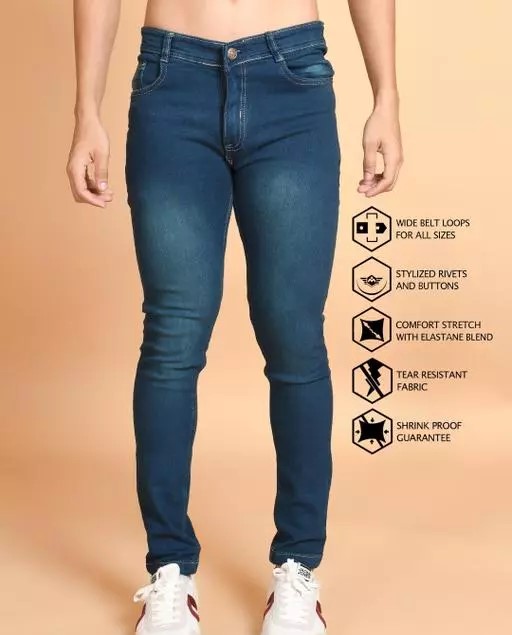 WIDE BELT LOOPS
FOR ALL SIZES
STYLIZED RIVETS
AND BUTTONS
COMFORT STRETCH
WITH ELASTANE BLEND
TEAR RESISTANT
FABRIC
SHRINK PROOF
GUARANTEE